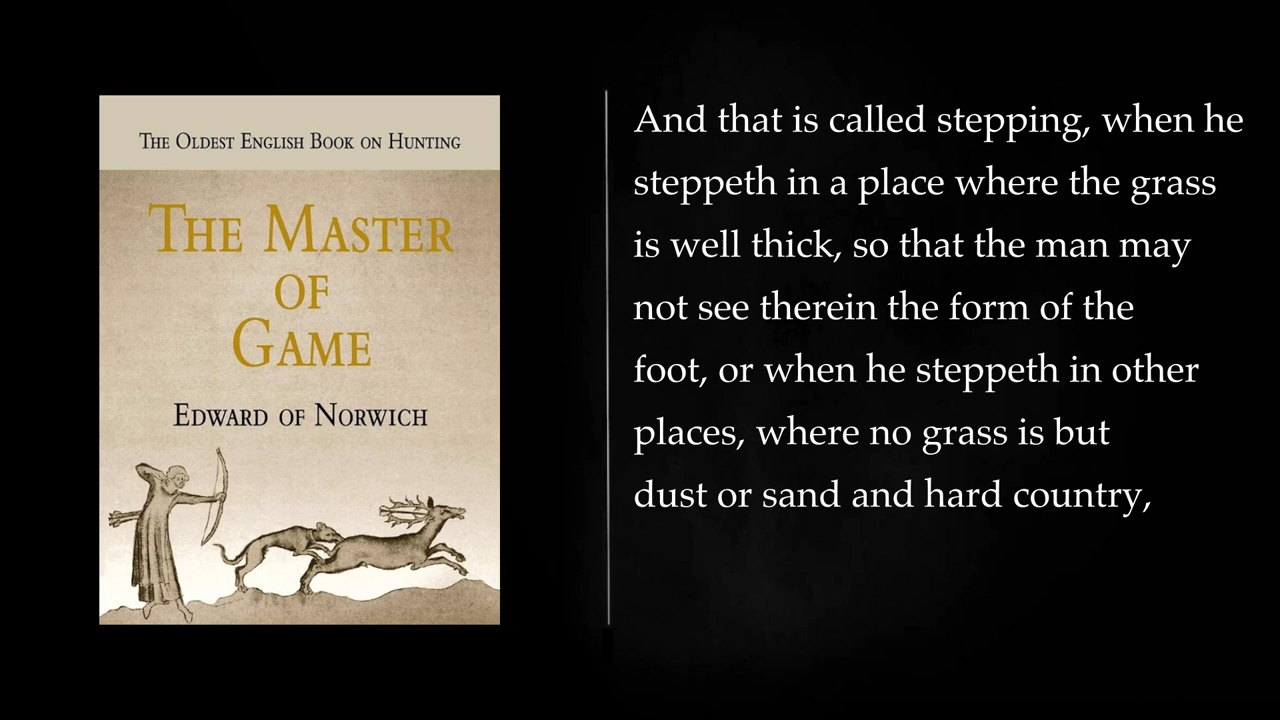 The Oldest English Book on Hunting
The Master
of
Game
Edward of Norwich
And that is called stepping, when he
steppeth in a place where the grass
is well thick, so that the man may
not see therein the form of the
foot, or when he steppeth in other
places, where no grass is but
dust or sand and hard country,